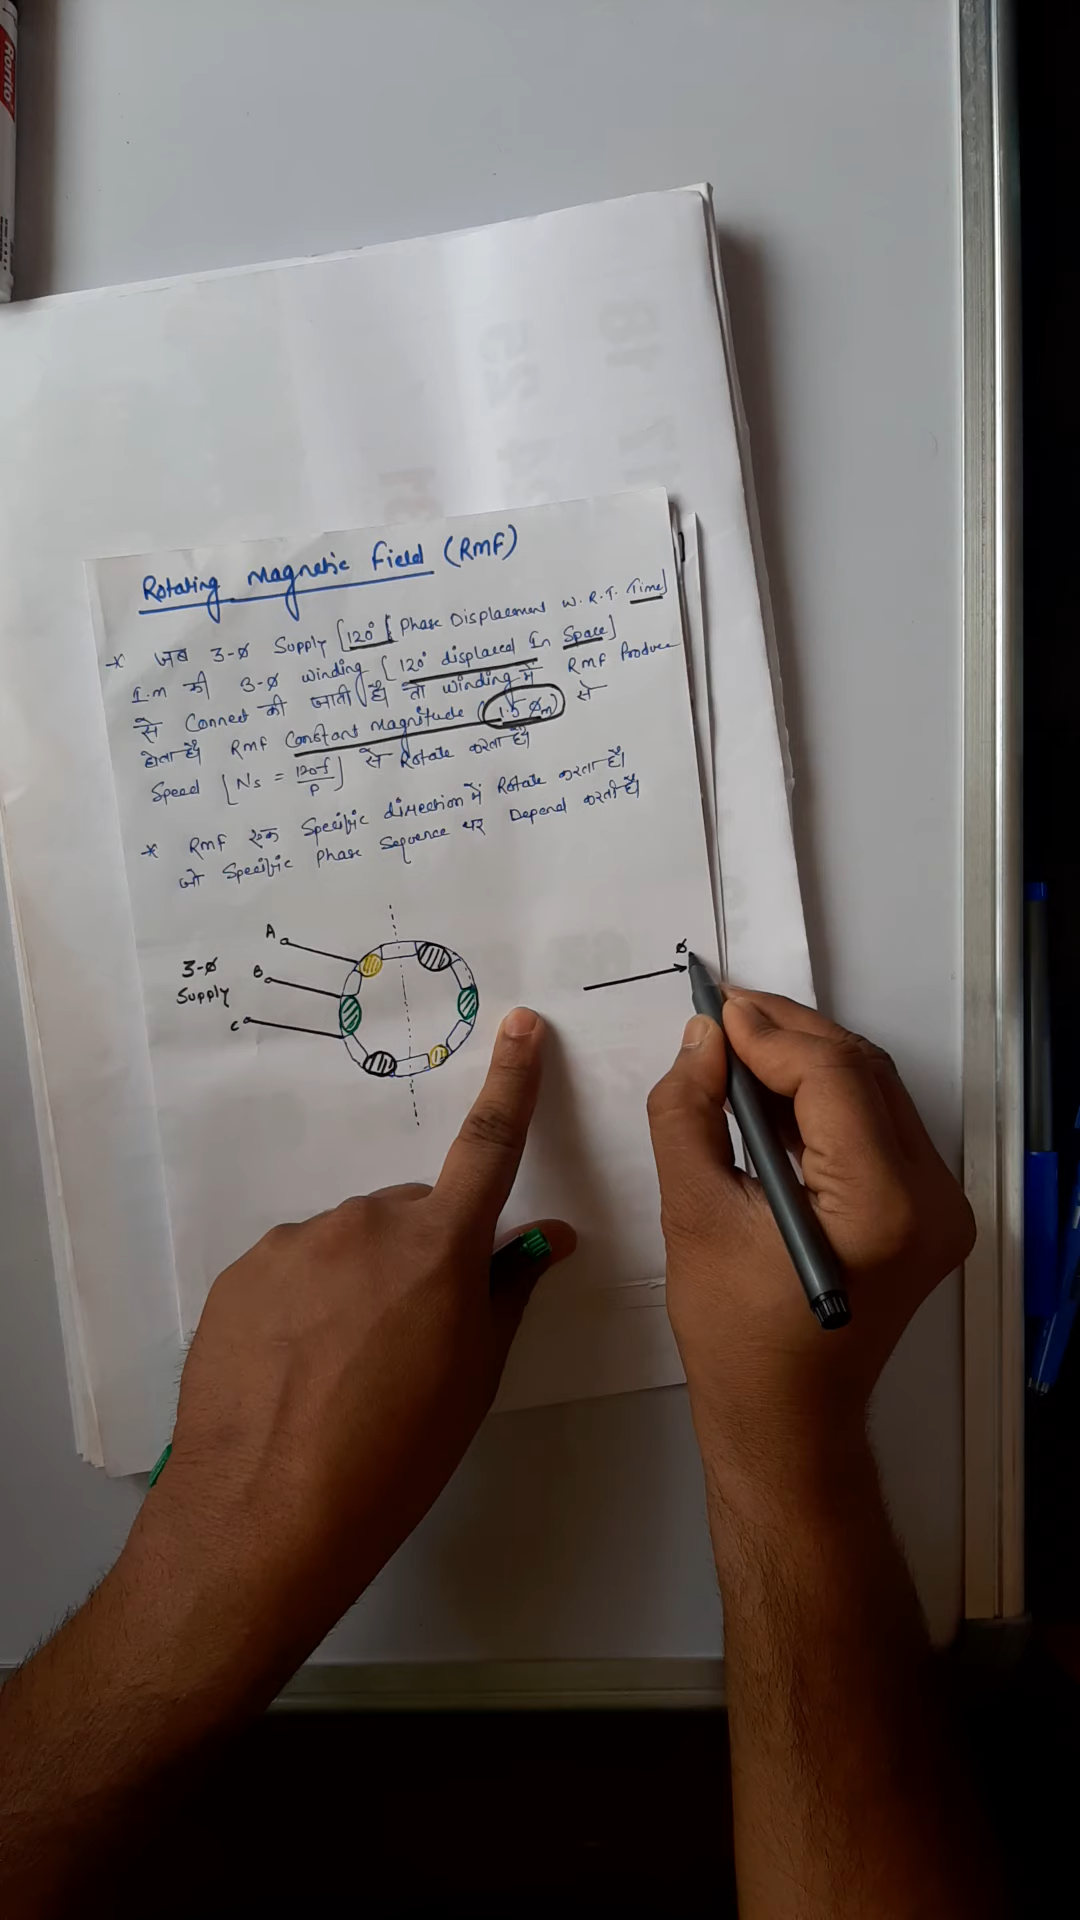 Ronto
Rotating Magnetic Field (RMF)
* जब 3-Ø Supply [120° Phase Displacement W.R.T. Time]
I.m की 3-Ø winding [120° displaced In Space]
से Connect की जाती है। तो winding में RMF Produce
होता है। RMF Constant Magnitude (1.5 Øm) से
Speed [Ns = 120f/P] से Rotate करता है।
* RMF एक Specific direction में Rotate करता है।
जो Specific Phase Sequence पर Depend करती है।
3-Ø
Supply
A
B
C
Ø